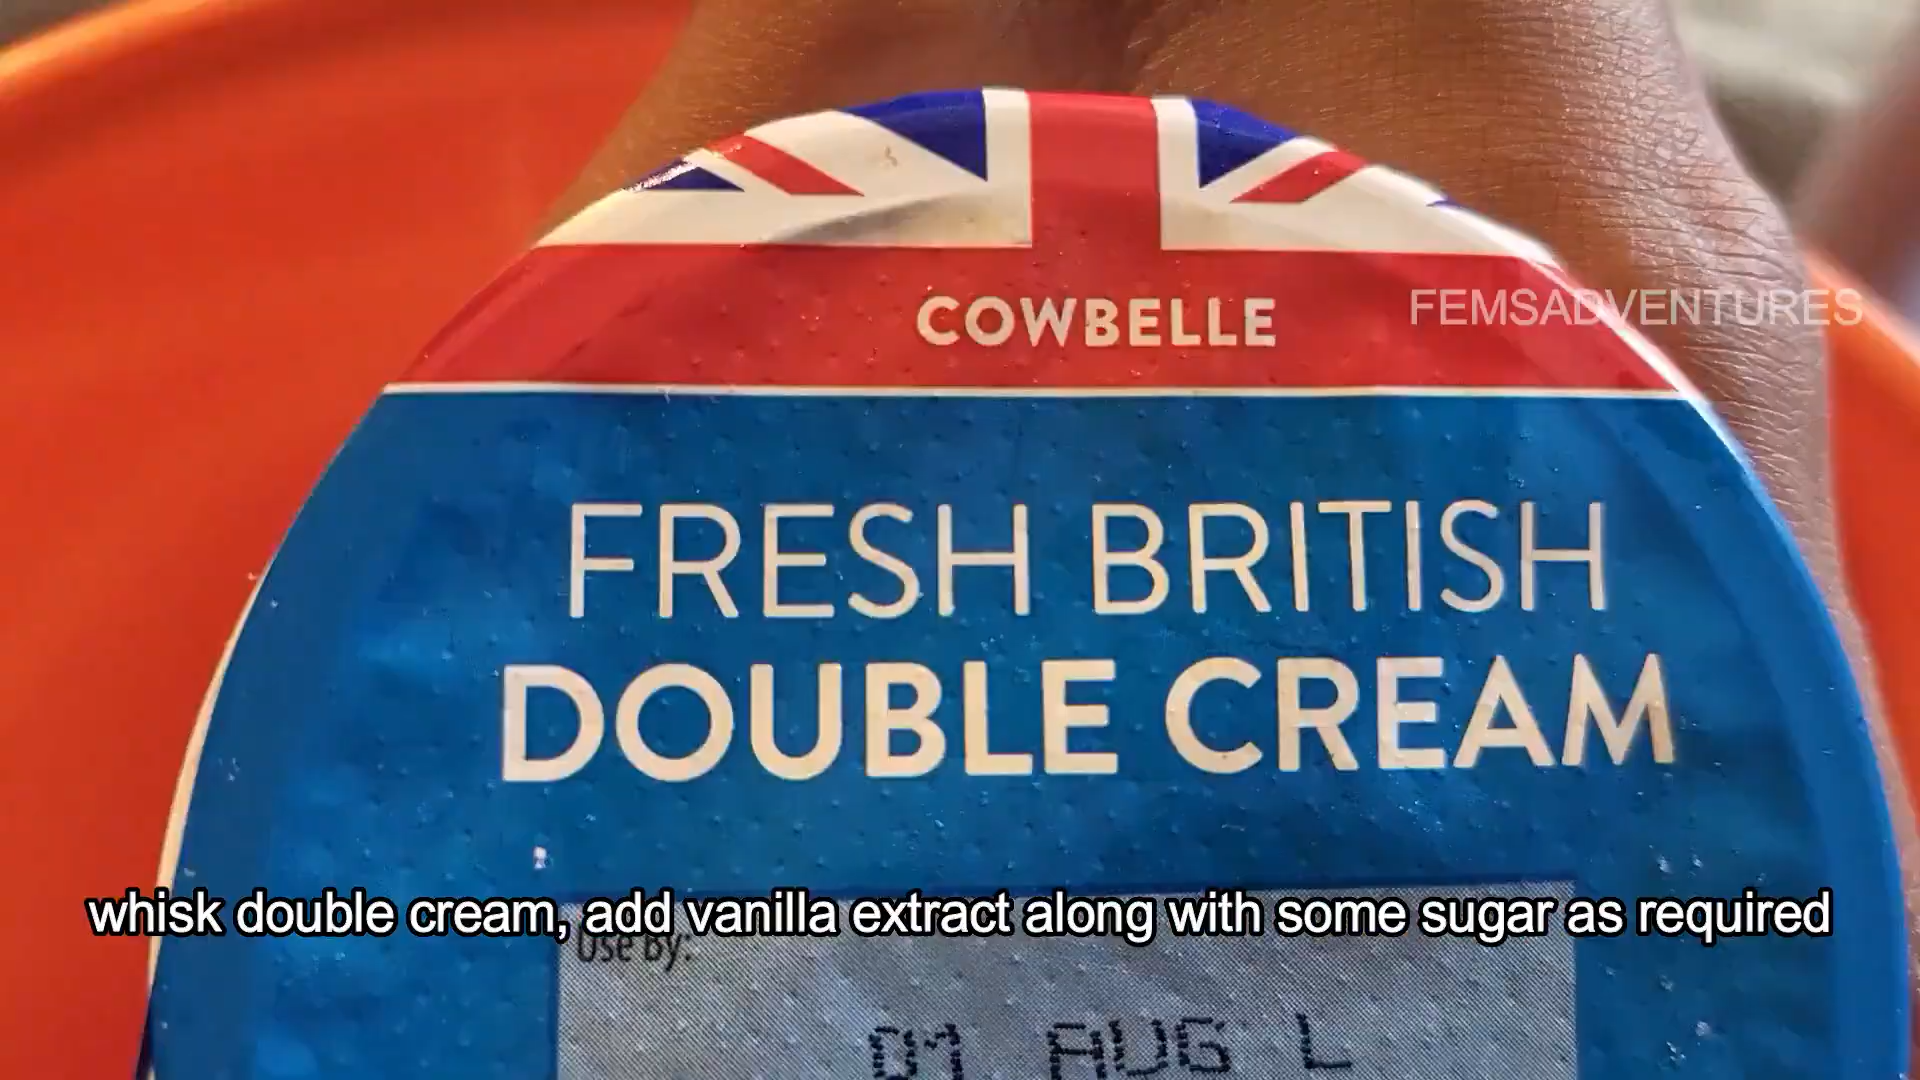 COWBELLE
FEMSADVENTURES
FRESH BRITISH
DOUBLE CREAM
whisk double cream, add vanilla extract along with some sugar as required
Use By:
01 AUG L